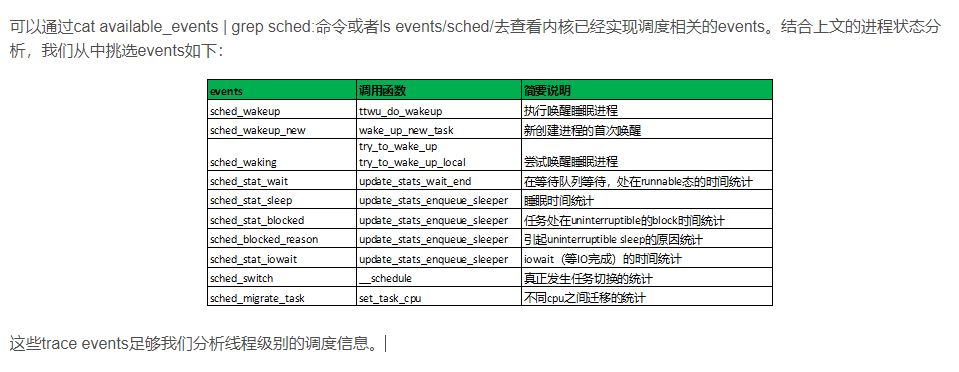 可以通过cat available_events | grep sched:命令或者ls events/sched/去查看内核已经实现调度相关的events。结合上文的进程状态分
析，我们从中挑选events如下：
events 调用函数 简要说明
sched_wakeup ttwu_do_wakeup 执行唤醒睡眠进程
sched_wakeup_new wake_up_new_task 新创建进程的首次唤醒
try_to_wake_up
sched_waking try_to_wake_up_local 尝试唤醒睡眠进程
sched_stat_wait update_stats_wait_end 在等待队列等待，处在runnable态的时间统计
sched_stat_sleep update_stats_enqueue_sleeper 睡眠时间统计
sched_stat_blocked update_stats_enqueue_sleeper 任务处在uninterruptible的block时间统计
sched_blocked_reason update_stats_enqueue_sleeper 引起uninterruptible sleep的原因统计
sched_stat_iowait update_stats_enqueue_sleeper iowait（等IO完成）的时间统计
sched_switch __schedule 真正发生任务切换的统计
sched_migrate_task set_task_cpu 不同cpu之间迁移的统计
这些trace events足够我们分析线程级别的调度信息。